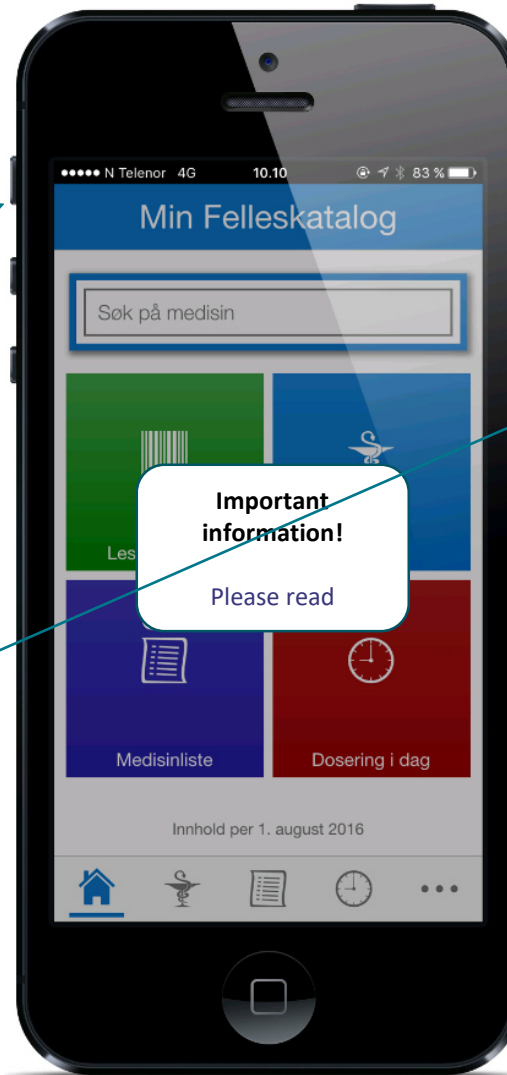 N Telenor 4G 10.10 83 %
Min Felleskatalog
Søk på medisin
Les
Important
information!
Please read
Medisinliste
Dosering i dag
Innhold per 1. august 2016